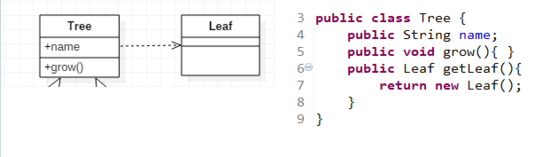 Tree
+name
+grow()
Leaf
3 public class Tree {
4     public String name;
5     public void grow(){ }
6     public Leaf getLeaf(){
7         return new Leaf();
8     }
9 }